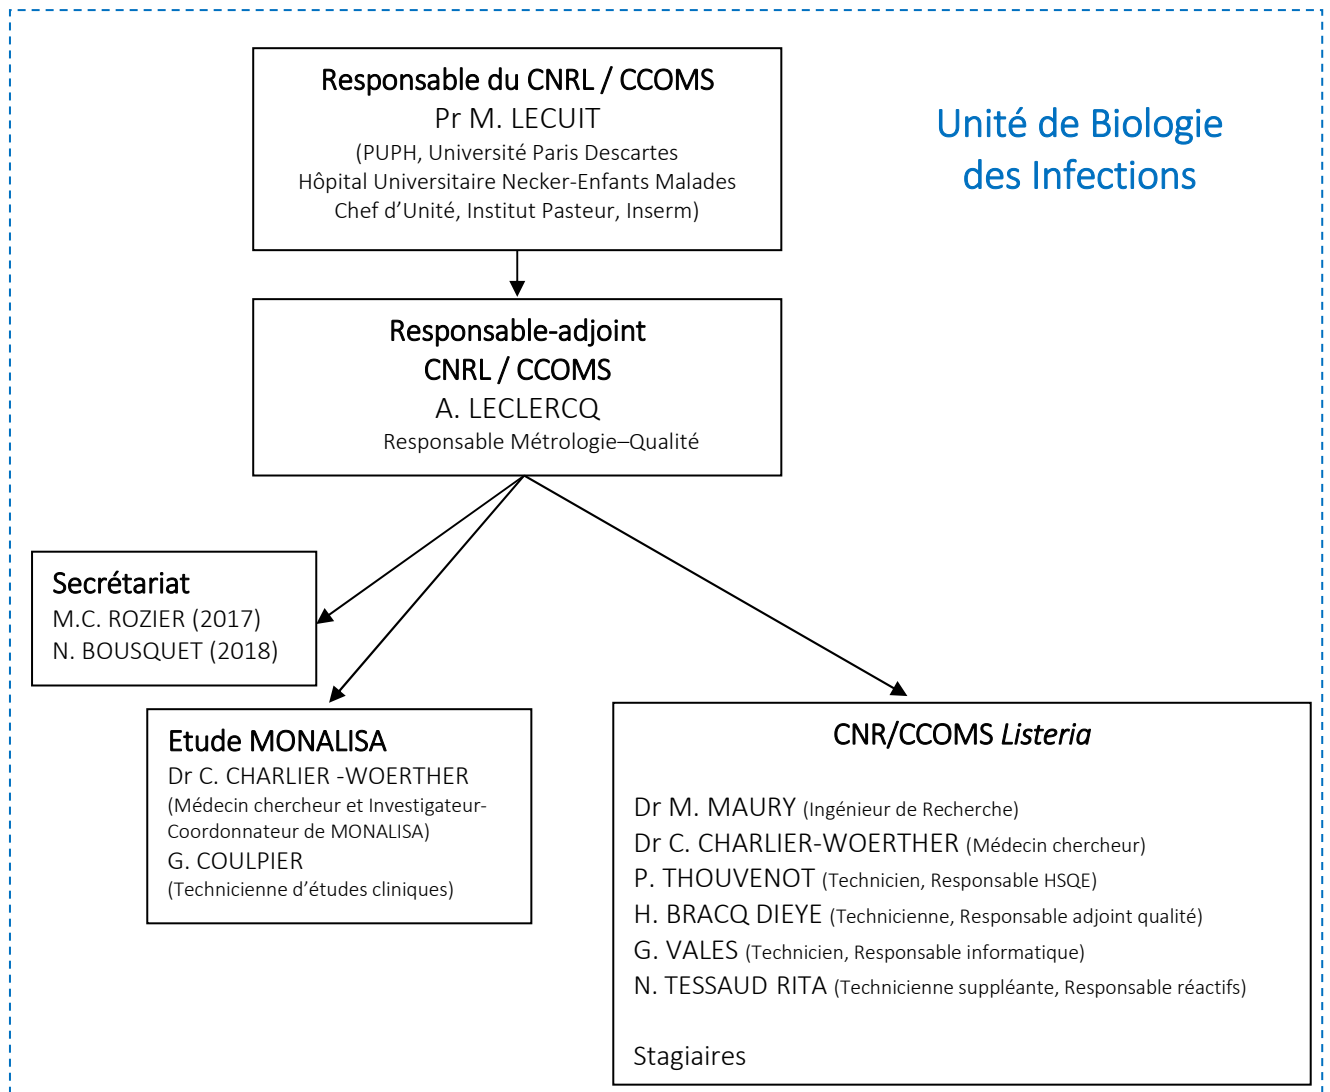 Responsable du CNRL / CCOMS
Pr M. LECUIT
(PUPH, Université Paris Descartes
Hôpital Universitaire Necker-Enfants Malades
Chef d’Unité, Institut Pasteur, Inserm)
Unité de Biologie
des Infections
Responsable-adjoint
CNRL / CCOMS
A. LECLERCQ
Responsable Métrologie–Qualité
Secrétariat
M.C. ROZIER (2017)
N. BOUSQUET (2018)
Etude MONALISA
Dr C. CHARLIER -WOERTHER
(Médecin chercheur et Investigateur-
Coordonnateur de MONALISA)
G. COULPIER
(Technicienne d’études cliniques)
CNR/CCOMS Listeria
Dr M. MAURY (Ingénieur de Recherche)
Dr C. CHARLIER-WOERTHER (Médecin chercheur)
P. THOUVENOT (Technicien, Responsable HSQE)
H. BRACQ DIEYE (Technicienne, Responsable adjoint qualité)
G. VALES (Technicien, Responsable informatique)
N. TESSAUD RITA (Technicienne suppléante, Responsable réactifs)
Stagiaires